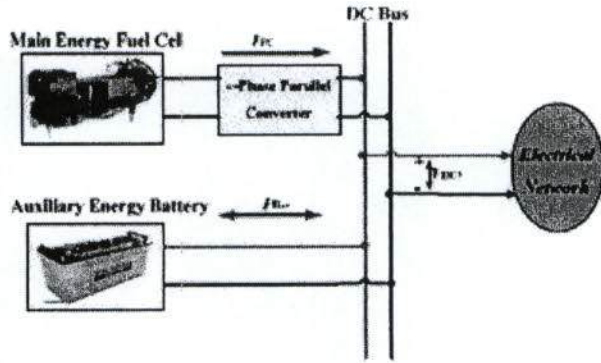 DC Bus
Main Energy Fuel Cell
Phase Parallel
Converter
Electrical
Network
Auxiliary Energy Battery